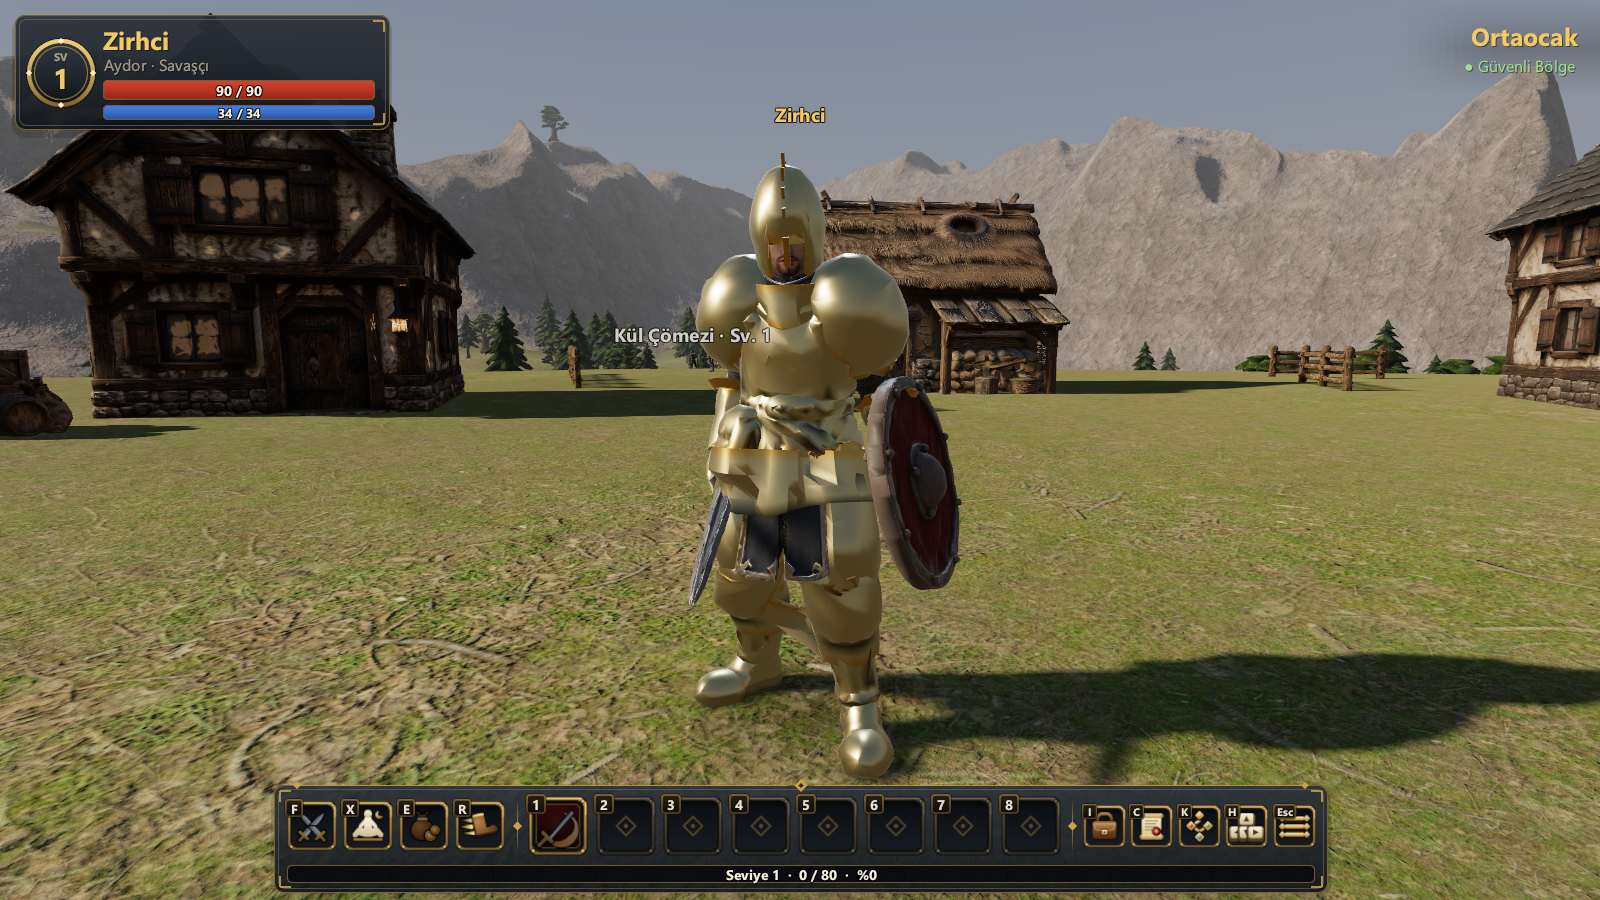 Zirhci
SV
1
Aydor · Savaşçı
90 / 90
34 / 34
Ortaocak
Güvenli Bölge
Zirhci
Kül Çömezi · Sv. 1
F
X
E
R
1
2
3
4
5
6
7
8
I
C
K
H
Esc
Seviye 1 · 0 / 80 · %0